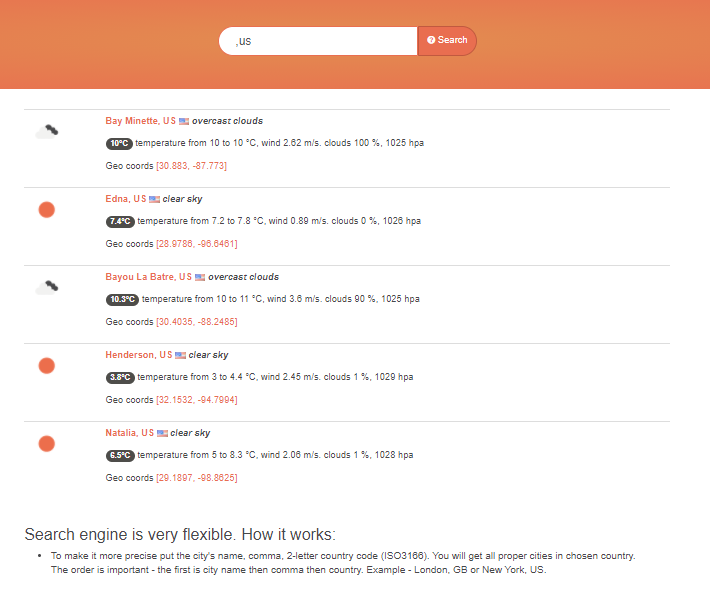 ,us
Search
Bay Minette, US overcast clouds
10°C temperature from 10 to 10 °C, wind 2.62 m/s. clouds 100 %, 1025 hpa
Geo coords [30.883, -87.773]
Edna, US clear sky
7.4°C temperature from 7.2 to 7.8 °C, wind 0.89 m/s. clouds 0 %, 1026 hpa
Geo coords [28.9786, -96.6461]
Bayou La Batre, US overcast clouds
10.3°C temperature from 10 to 11 °C, wind 3.6 m/s. clouds 90 %, 1025 hpa
Geo coords [30.4035, -88.2485]
Henderson, US clear sky
3.8°C temperature from 3 to 4.4 °C, wind 2.45 m/s. clouds 1 %, 1029 hpa
Geo coords [32.1532, -94.7994]
Natalia, US clear sky
6.5°C temperature from 5 to 8.3 °C, wind 2.06 m/s. clouds 1 %, 1028 hpa
Geo coords [29.1897, -98.8625]
Search engine is very flexible. How it works:
• To make it more precise put the city's name, comma, 2-letter country code (ISO3166). You will get all proper cities in chosen country.
The order is important - the first is city name then comma then country. Example - London, GB or New York, US.